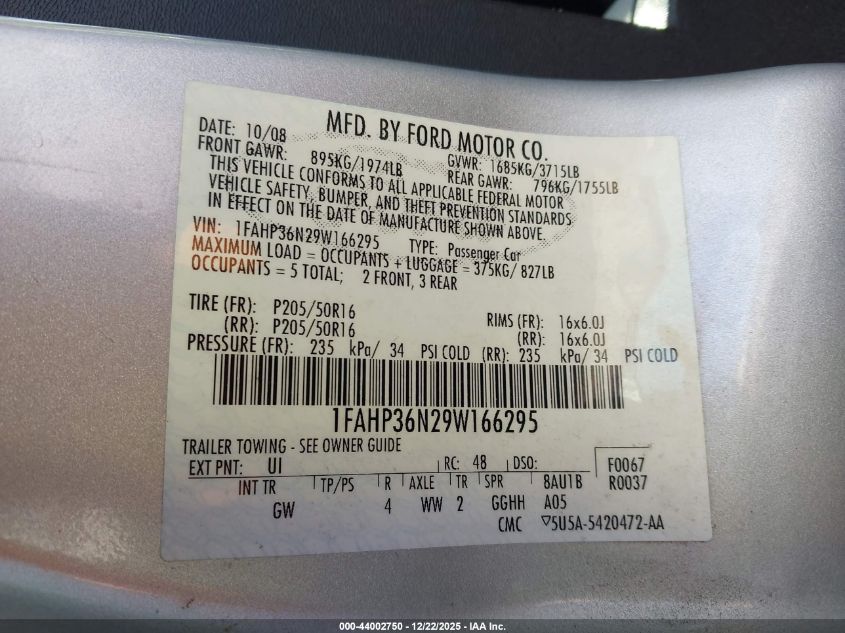 MFD. BY FORD MOTOR CO.
DATE: 10/08
GVWR: 1685KG/3715LB
FRONT GAWR: 895KG/1974LB
REAR GAWR: 796KG/1755LB
THIS VEHICLE CONFORMS TO ALL APPLICABLE FEDERAL MOTOR
VEHICLE SAFETY, BUMPER, AND THEFT PREVENTION STANDARDS
IN EFFECT ON THE DATE OF MANUFACTURE SHOWN ABOVE.
VIN: 1FAHP36N29W166295 TYPE: Passenger Car
MAXIMUM LOAD = OCCUPANTS + LUGGAGE = 375KG/ 827LB
OCCUPANTS = 5 TOTAL; 2 FRONT, 3 REAR
TIRE (FR): P205/50R16 RIMS (FR): 16x6.0J
(RR): P205/50R16 (RR): 16x6.0J
PRESSURE (FR): 235 kPa/ 34 PSI COLD (RR): 235 kPa/ 34 PSI COLD
1FAHP36N29W166295
TRAILER TOWING - SEE OWNER GUIDE
EXT PNT: UI RC: 48 DSO: F0067
INT TR TP/PS R AXLE TR SPR 8AU1B R0037
GW 4 WW 2 GGHH A05
CMC ▽5U5A-5420472-AA
000-44002750 - 12/22/2025 - IAA Inc.